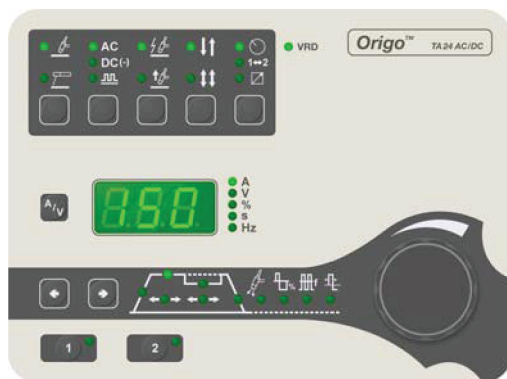 AC
VRD
Origo™
TA24 AC/DC
DC(-)
1↔2
A/V
150
A
V
%
s
Hz
%
f
1
2